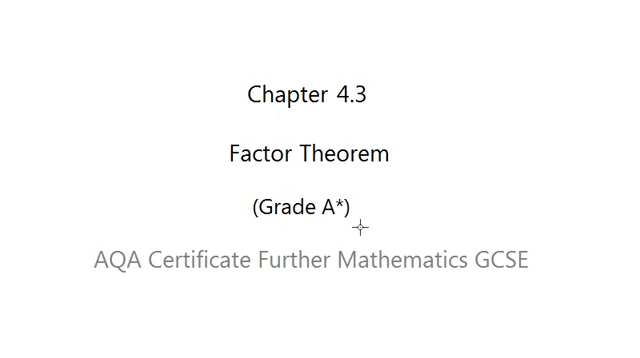 Chapter 4.3
Factor Theorem
(Grade A*)
AQA Certificate Further Mathematics GCSE